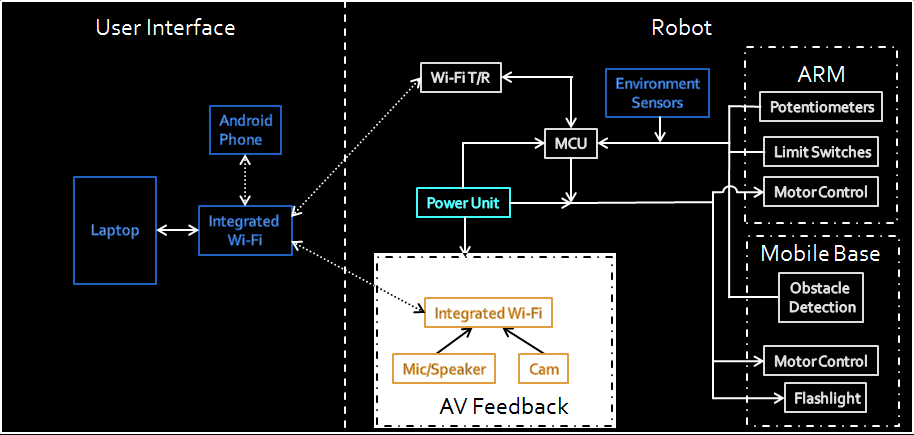 User Interface
Robot
Wi-Fi T/R
Environment
Sensors
ARM
Potentiometers
Android
Phone
MCU
Limit Switches
Motor Control
Power Unit
Laptop
Integrated
Wi-Fi
Mobile Base
Obstacle
Detection
Integrated Wi-Fi
Mic/Speaker
Cam
Motor Control
Flashlight
AV Feedback